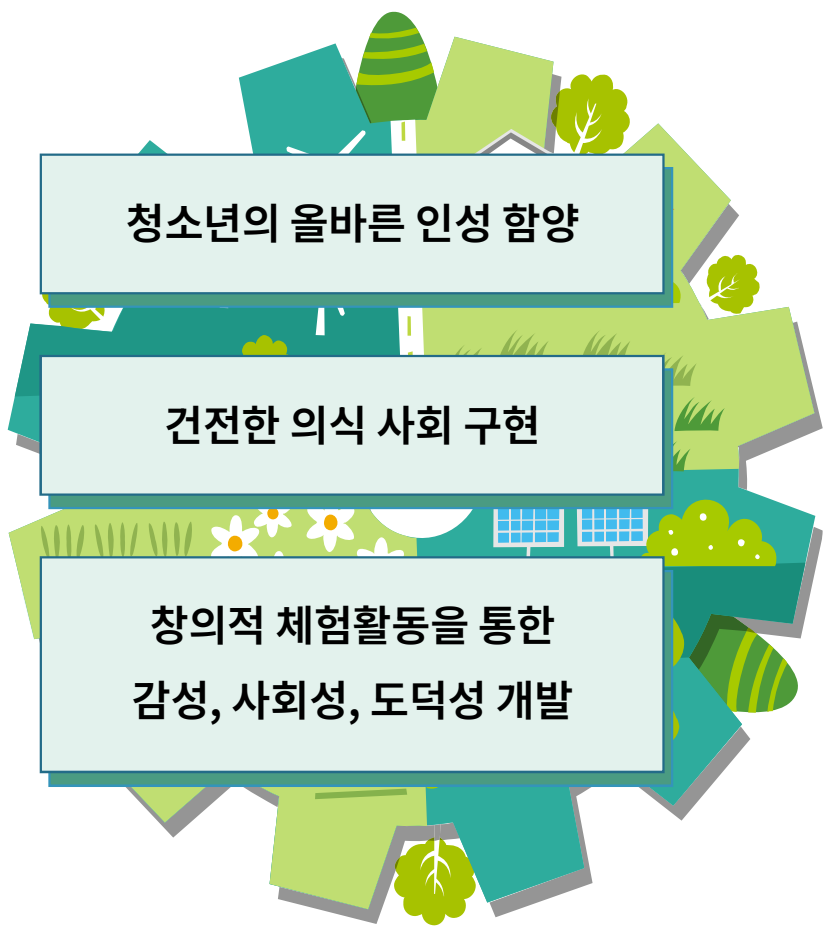 청소년의 올바른 인성 함양
건전한 의식 사회 구현
창의적 체험활동을 통한
감성, 사회성, 도덕성 개발